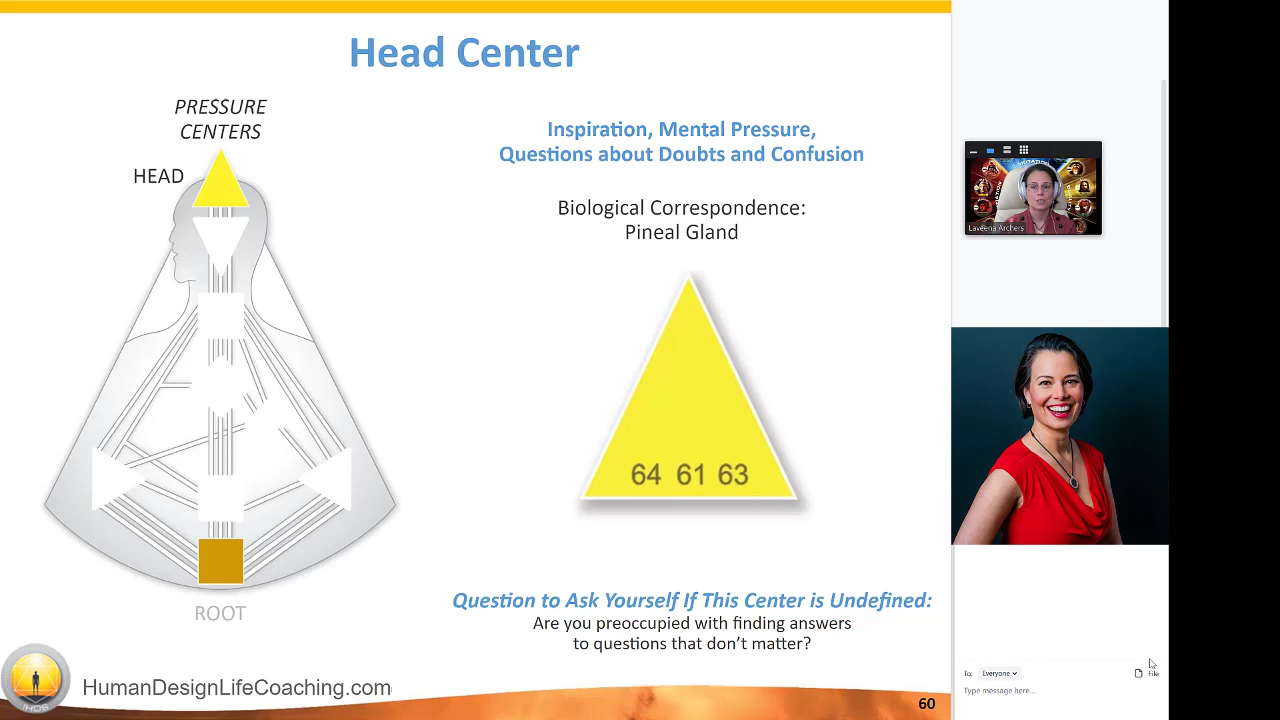 Head Center
PRESSURE
CENTERS
HEAD
ROOT
Inspiration, Mental Pressure,
Questions about Doubts and Confusion
Biological Correspondence:
Pineal Gland
64 61 63
Question to Ask Yourself If This Center is Undefined:
Are you preoccupied with finding answers
to questions that don't matter?
IHDS
HumanDesignLifeCoaching.com
60
Laveena Archers
To: Everyone
File
Type message here...